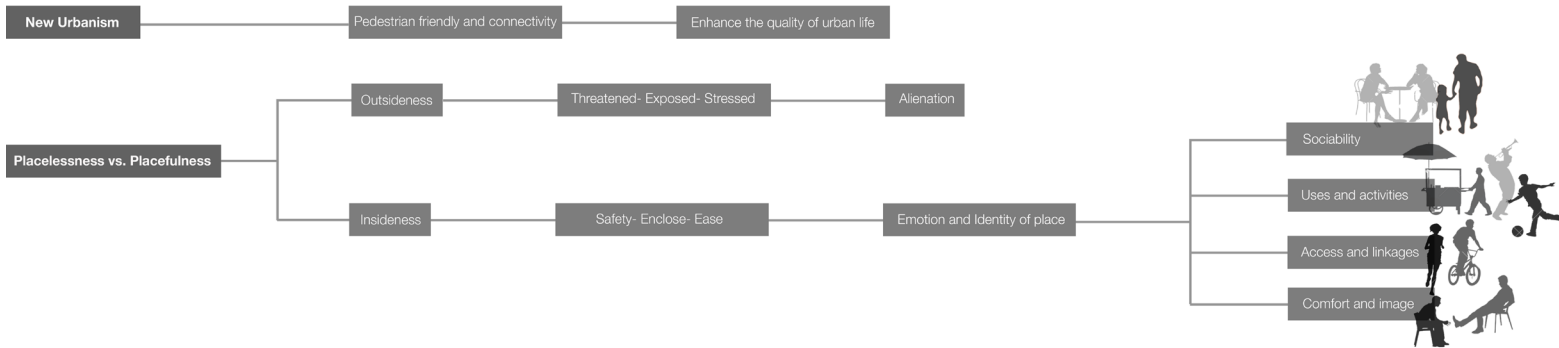 New Urbanism
Pedestrian friendly and connectivity
Enhance the quality of urban life
Placelessness vs. Placefulness
Outsideness
Threatened- Exposed- Stressed
Alienation
Insideness
Safety- Enclose- Ease
Emotion and Identity of place
Sociability
Uses and activities
Access and linkages
Comfort and image